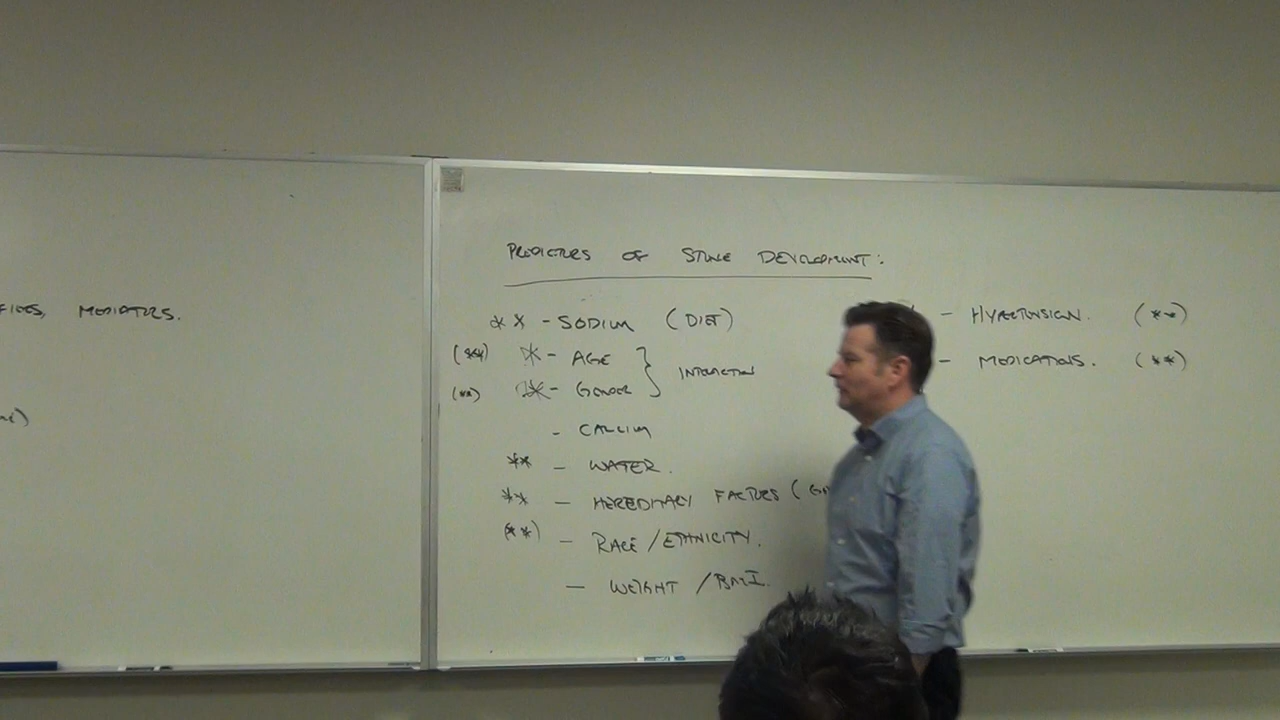 PREDICTORS OF STONE DEVELOPMENT:
** - SODIUM (DIET)
(**) * - AGE } INTERACTION
(**) * - GENDER
- CALCIUM
** - WATER.
** - HEREDITARY FACTORS (
(**) - RACE / ETHNICITY.
- WEIGHT / BMI.
- HYPERTENSION. (**)
- MEDICATIONS. (**)
MEDIATORS.